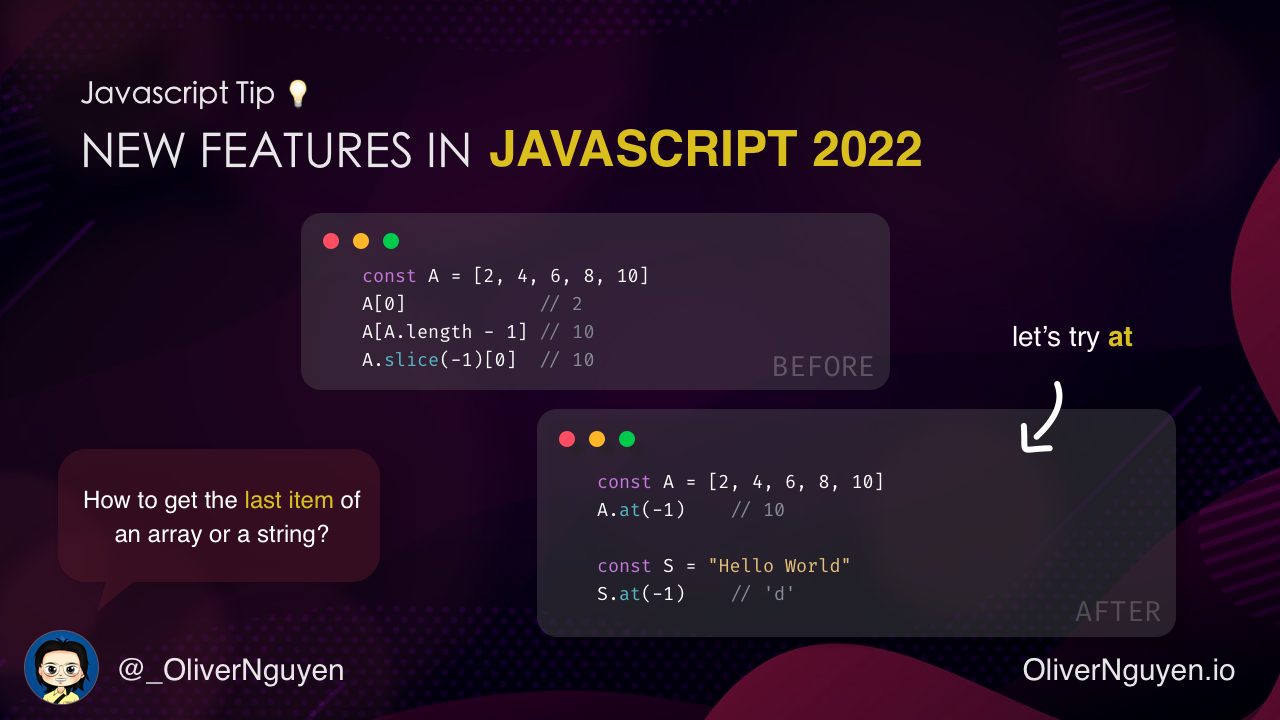 Javascript Tip 💡
NEW FEATURES IN JAVASCRIPT 2022
const A = [2, 4, 6, 8, 10]
A[0] // 2
A[A.length - 1] // 10
A.slice(-1)[0] // 10
BEFORE
let’s try at
How to get the last item of
an array or a string?
const A = [2, 4, 6, 8, 10]
A.at(-1) // 10
const S = "Hello World"
S.at(-1) // 'd'
AFTER
@_OliverNguyen
OliverNguyen.io